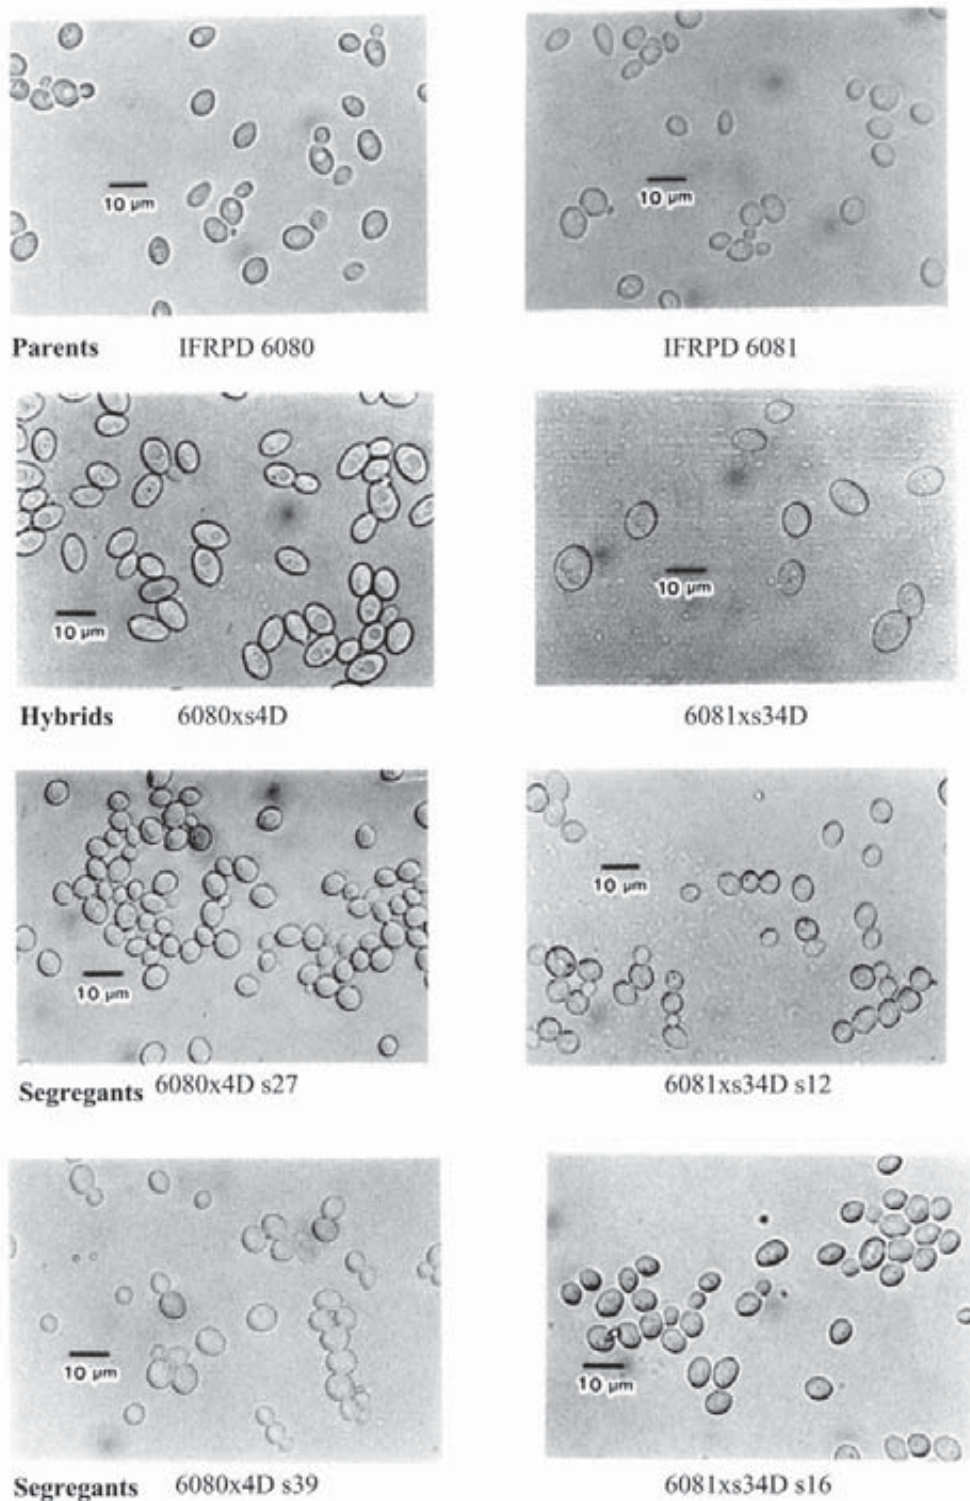 10 µm
10 µm
Parents IFRPD 6080 IFRPD 6081
10 µm
10 µm
Hybrids 6080xs4D 6081xs34D
10 µm
10 µm
Segregants 6080x4D s27 6081xs34D s12
10 µm
10 µm
Segregants 6080x4D s39 6081xs34D s16